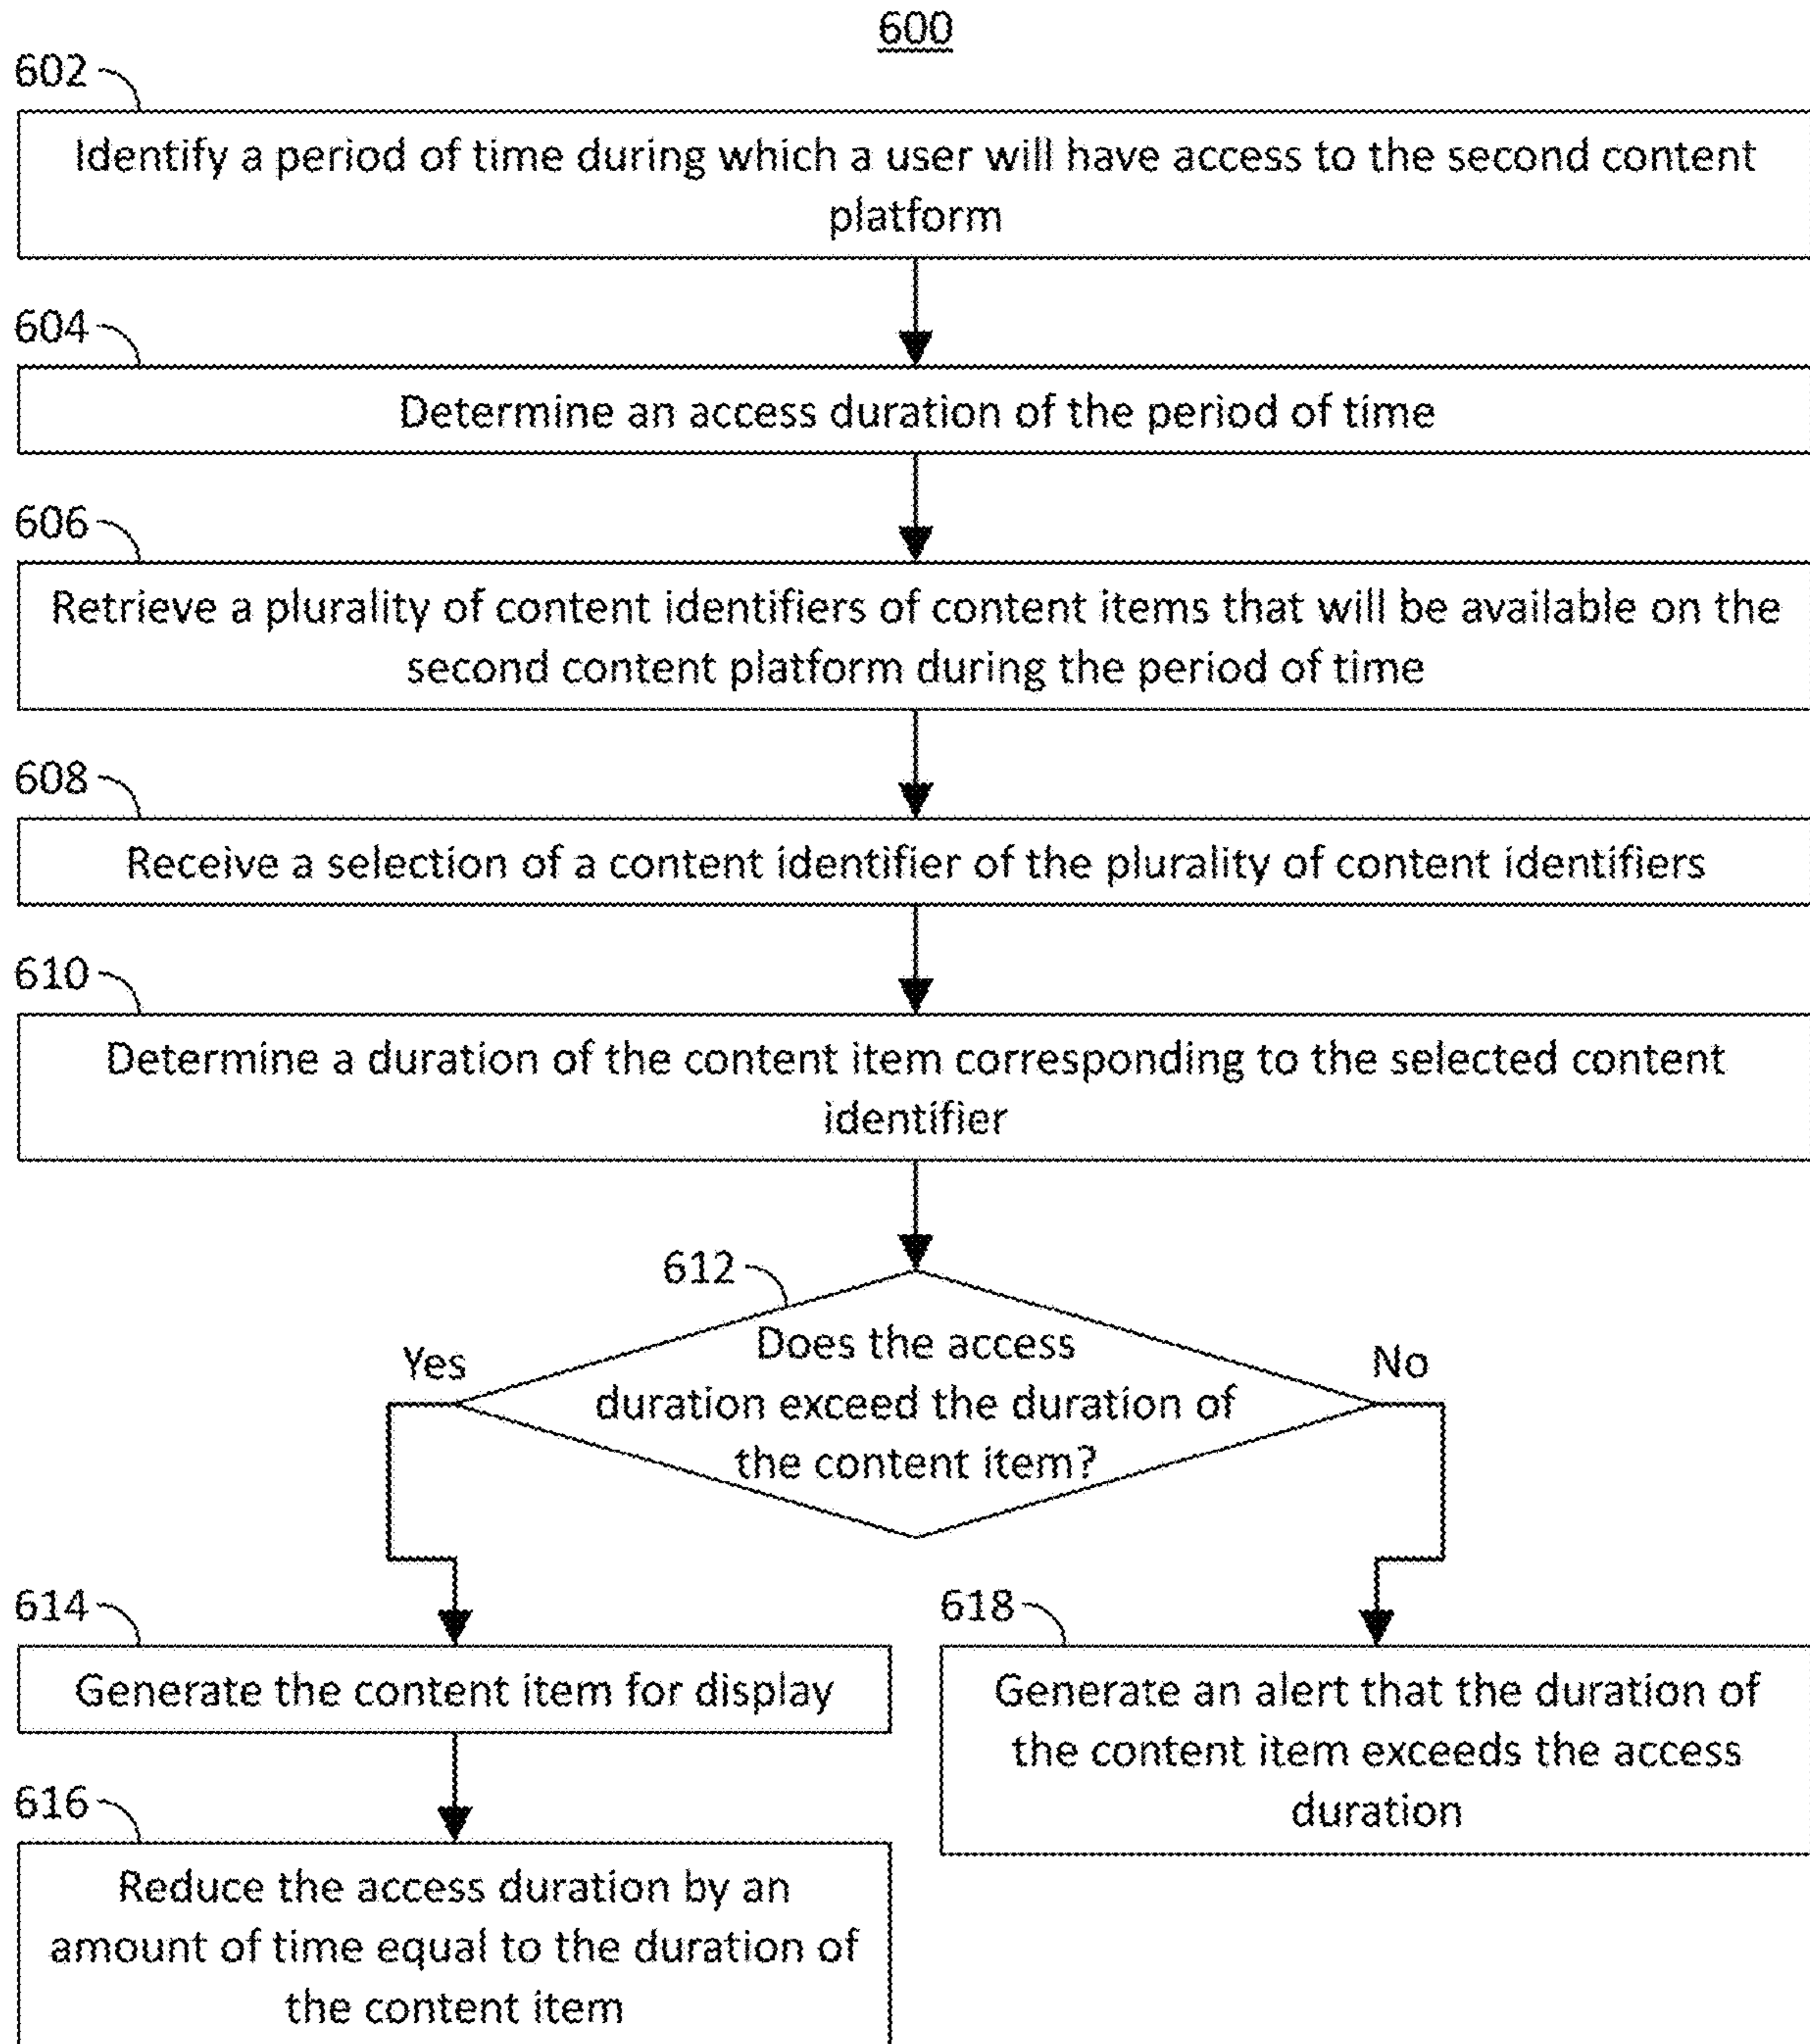 600
602
Identify a period of time during which a user will have access to the second content
platform
604
Determine an access duration of the period of time
606
Retrieve a plurality of content identifiers of content items that will be available on the
second content platform during the period of time
608
Receive a selection of a content identifier of the plurality of content identifiers
610
Determine a duration of the content item corresponding to the selected content
identifier
612
Does the access
duration exceed the duration of
the content item?
Yes
No
614
Generate the content item for display
616
Reduce the access duration by an
amount of time equal to the duration of
the content item
618
Generate an alert that the duration of
the content item exceeds the access
duration